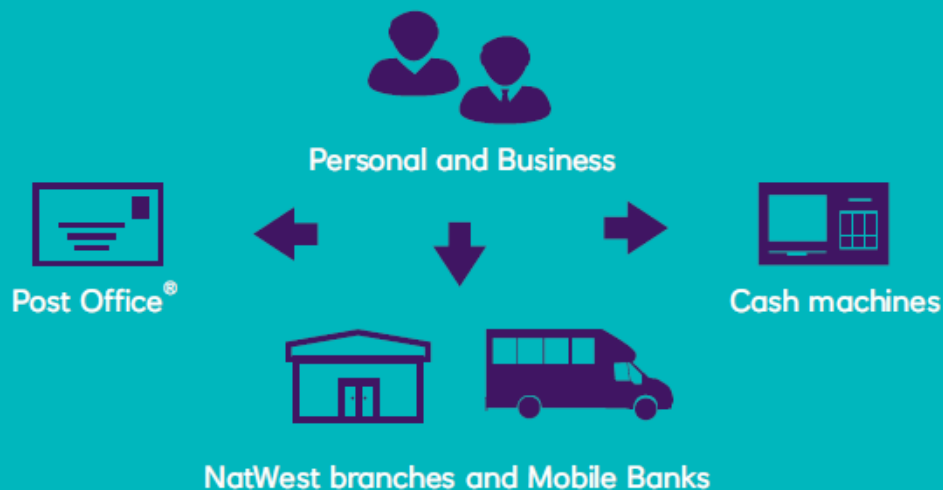 Personal and Business
Post Office®
Cash machines
NatWest branches and Mobile Banks